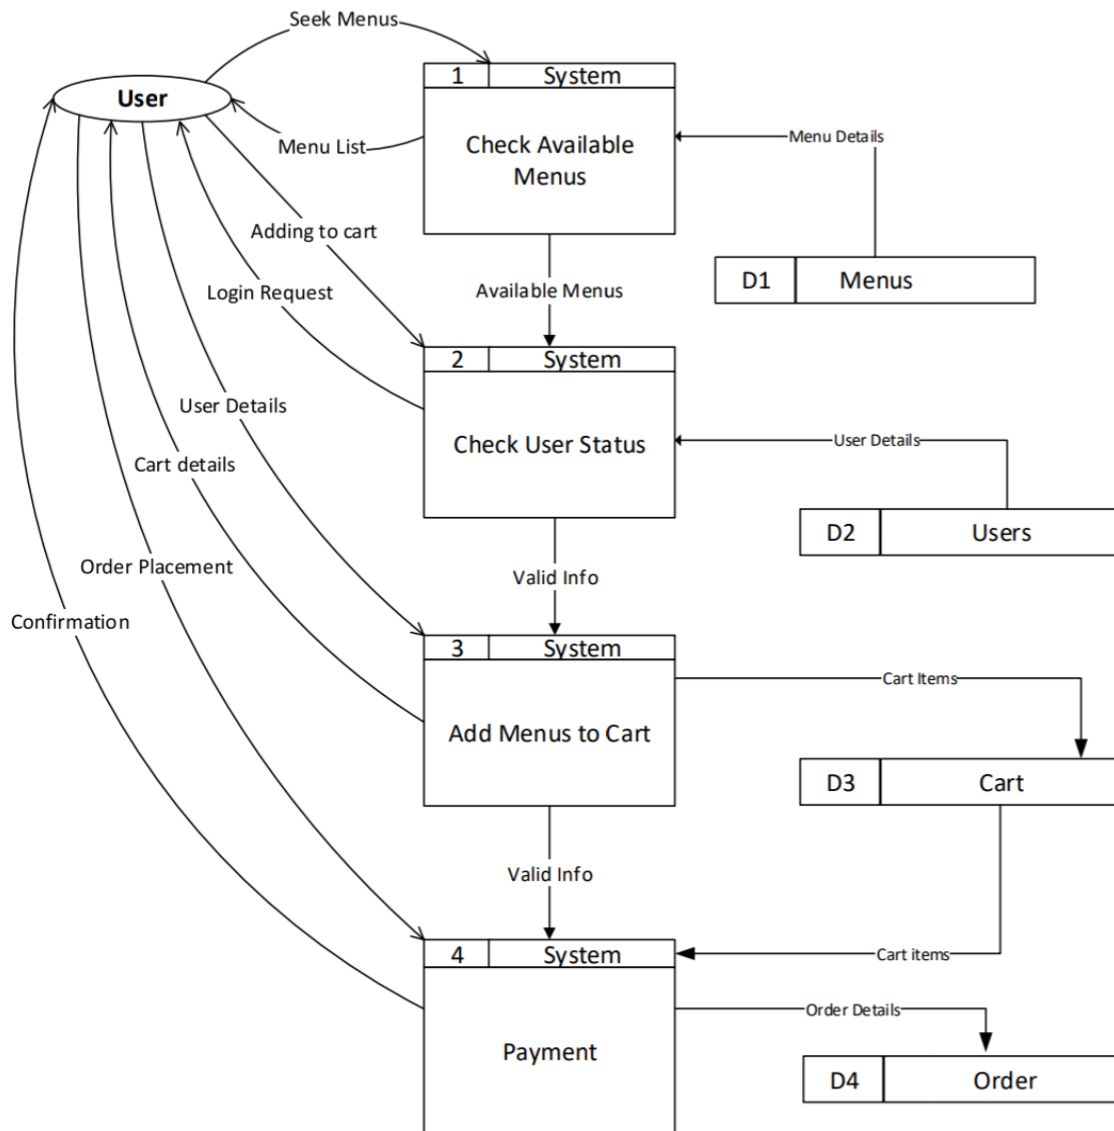 Seek Menus
1 System
User
Menu List
Check Available
Menus
Menu Details
Adding to cart
D1 Menus
Login Request
Available Menus
2 System
User Details
Check User Status
User Details
Cart details
D2 Users
Order Placement
Valid Info
Confirmation
3 System
Cart Items
Add Menus to Cart
D3 Cart
Valid Info
4 System
Cart items
Order Details
Payment
D4 Order